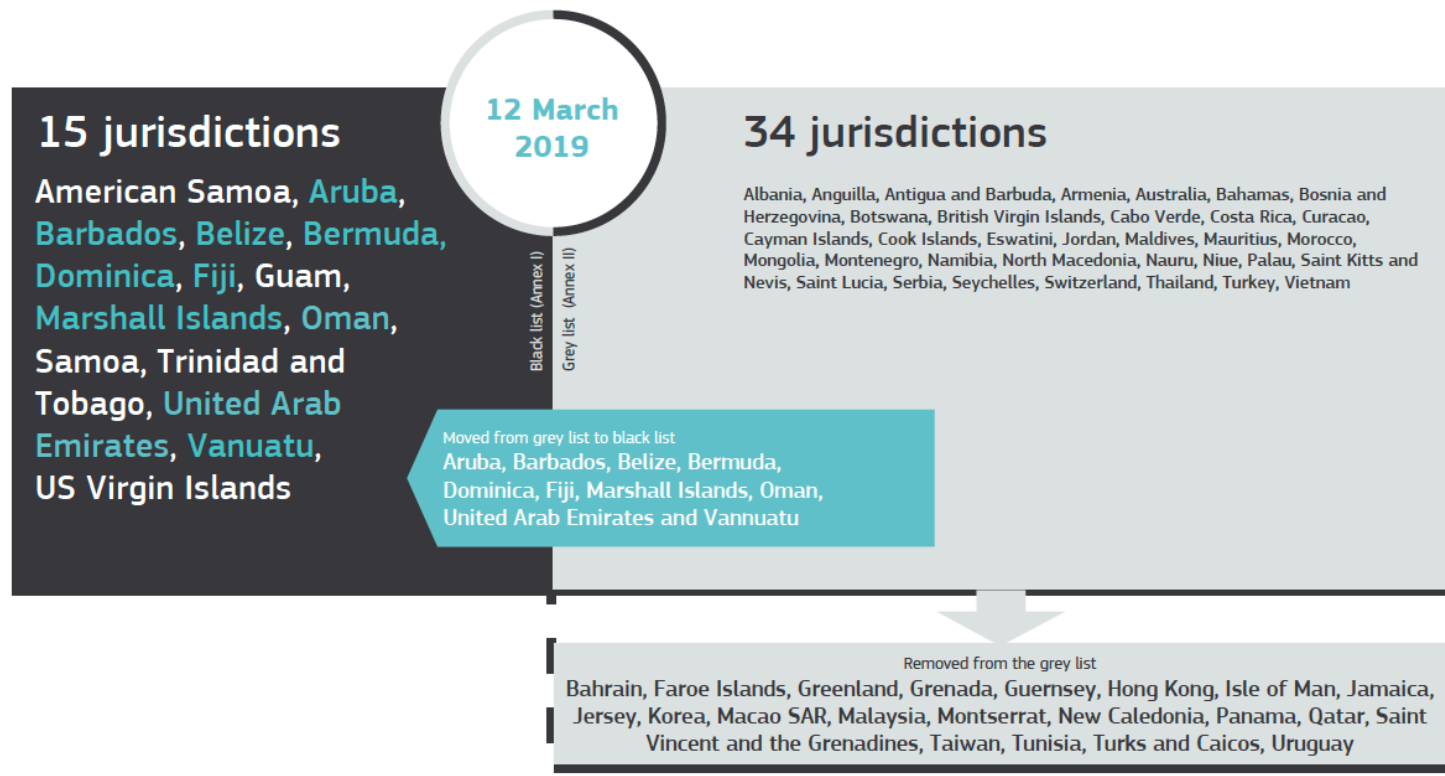 12 March
2019
15 jurisdictions
American Samoa, Aruba,
Barbados, Belize, Bermuda,
Dominica, Fiji, Guam,
Marshall Islands, Oman,
Samoa, Trinidad and
Tobago, United Arab
Emirates, Vanuatu,
US Virgin Islands
Black list (Annex I)
Grey list (Annex II)
34 jurisdictions
Albania, Anguilla, Antigua and Barbuda, Armenia, Australia, Bahamas, Bosnia and
Herzegovina, Botswana, British Virgin Islands, Cabo Verde, Costa Rica, Curacao,
Cayman Islands, Cook Islands, Eswatini, Jordan, Maldives, Mauritius, Morocco,
Mongolia, Montenegro, Namibia, North Macedonia, Nauru, Niue, Palau, Saint Kitts and
Nevis, Saint Lucia, Serbia, Seychelles, Switzerland, Thailand, Turkey, Vietnam
Moved from grey list to black list
Aruba, Barbados, Belize, Bermuda,
Dominica, Fiji, Marshall Islands, Oman,
United Arab Emirates and Vannuatu
Removed from the grey list
Bahrain, Faroe Islands, Greenland, Grenada, Guernsey, Hong Kong, Isle of Man, Jamaica,
Jersey, Korea, Macao SAR, Malaysia, Montserrat, New Caledonia, Panama, Qatar, Saint
Vincent and the Grenadines, Taiwan, Tunisia, Turks and Caicos, Uruguay